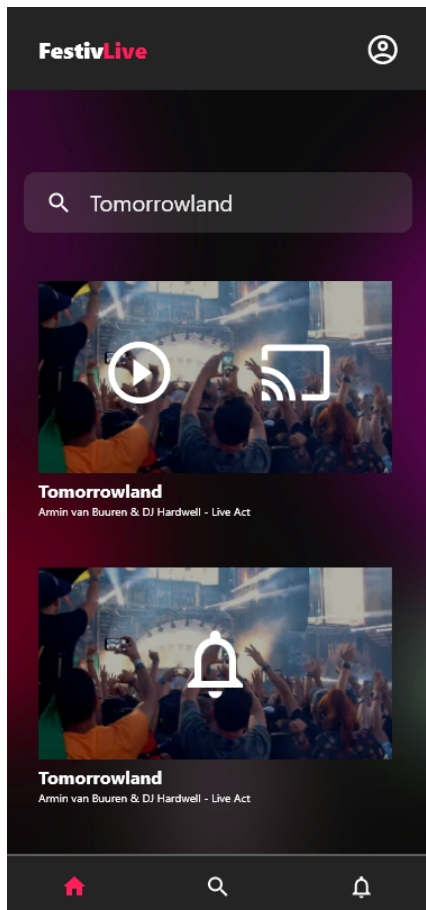 FestivLive
Tomorrowland
Tomorrowland
Armin van Buuren & DJ Hardwell - Live Act
Tomorrowland
Armin van Buuren & DJ Hardwell - Live Act